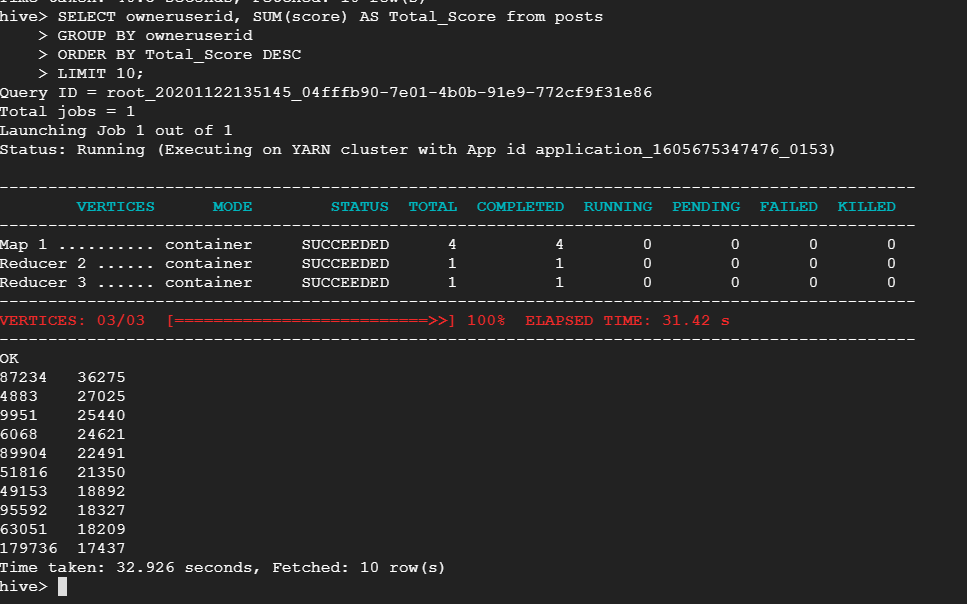 hive> SELECT owneruserid, SUM(score) AS Total_Score from posts
    > GROUP BY owneruserid
    > ORDER BY Total_Score DESC
    > LIMIT 10;
Query ID = root_20201122135145_04fffb90-7e01-4b0b-91e9-772cf9f31e86
Total jobs = 1
Launching Job 1 out of 1
Status: Running (Executing on YARN cluster with App id application_1605675347476_0153)
----------------------------------------------------------------------------------------------
        VERTICES      MODE        STATUS  TOTAL  COMPLETED  RUNNING  PENDING  FAILED  KILLED
----------------------------------------------------------------------------------------------
Map 1 .......... container     SUCCEEDED      4          4        0        0       0       0
Reducer 2 ...... container     SUCCEEDED      1          1        0        0       0       0
Reducer 3 ...... container     SUCCEEDED      1          1        0        0       0       0
----------------------------------------------------------------------------------------------
VERTICES: 03/03  [==========================>>] 100%  ELAPSED TIME: 31.42 s
----------------------------------------------------------------------------------------------
OK
87234   36275
4883    27025
9951    25440
6068    24621
89904   22491
51816   21350
49153   18892
95592   18327
63051   18209
179736  17437
Time taken: 32.926 seconds, Fetched: 10 row(s)
hive>